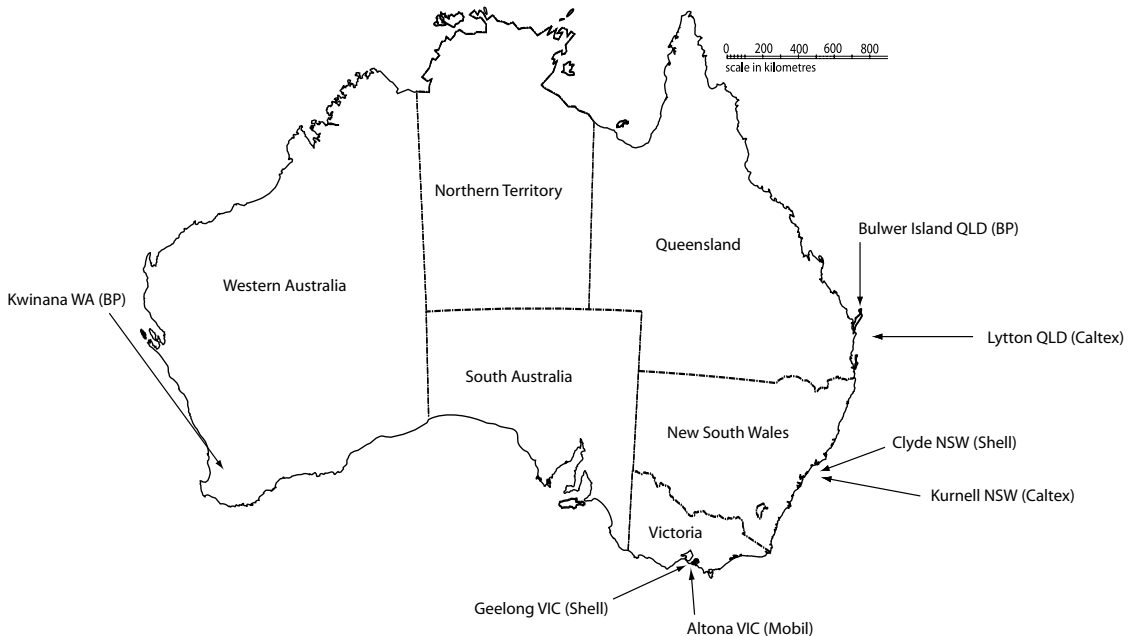 0 200 400 600 800
scale in kilometres
Northern Territory
Bulwer Island QLD (BP)
Queensland
Western Australia
Kwinana WA (BP)
Lytton QLD (Caltex)
South Australia
New South Wales
Clyde NSW (Shell)
Kurnell NSW (Caltex)
Victoria
Geelong VIC (Shell)
Altona VIC (Mobil)